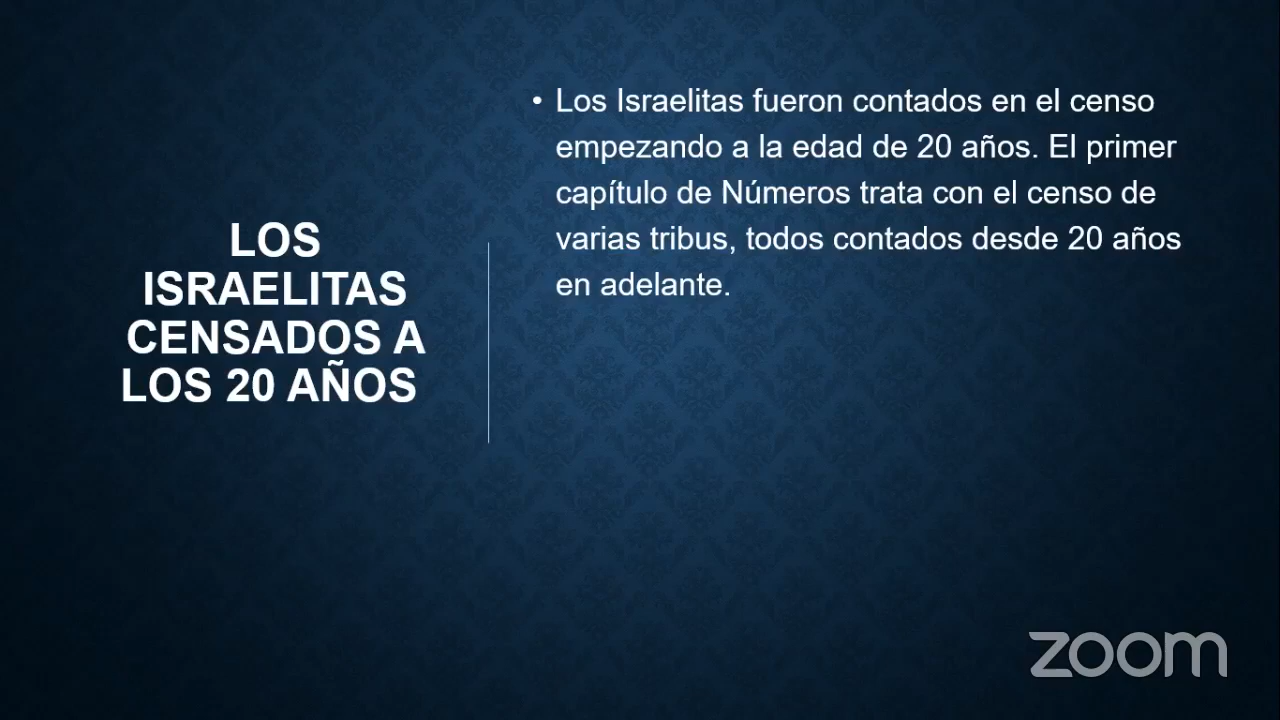 LOS
ISRAELITAS
CENSADOS A
LOS 20 AÑOS
• Los Israelitas fueron contados en el censo
empezando a la edad de 20 años. El primer
capítulo de Números trata con el censo de
varias tribus, todos contados desde 20 años
en adelante.
zoom